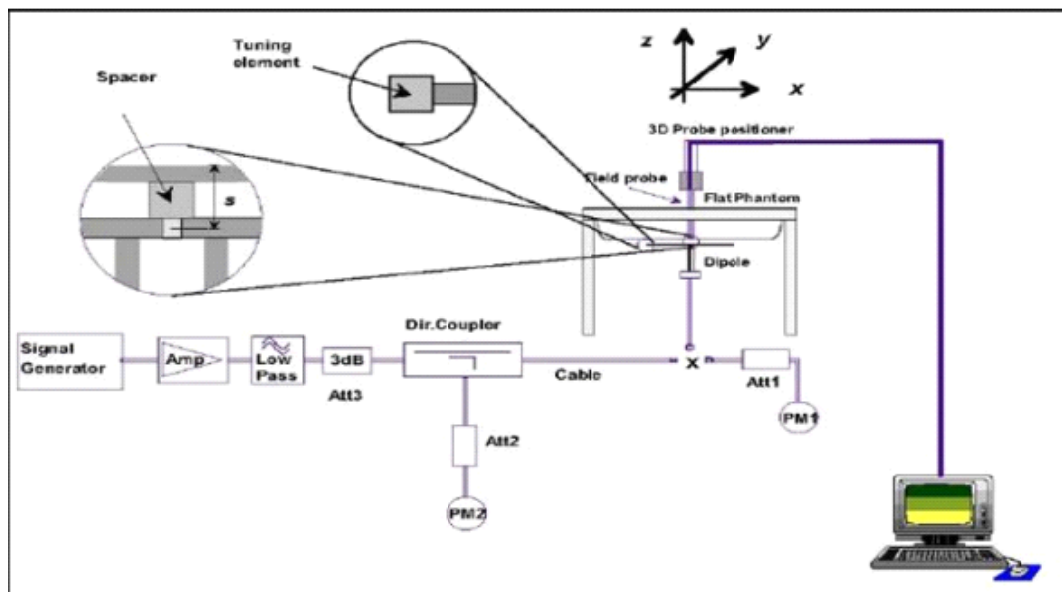 Tuning
element
Spacer
s
z
y
x
3D Probe positioner
Field probe
Flat Phantom
Dipole
Signal
Generator
Amp
Low
Pass
3dB
Att3
Dir.Coupler
Cable
x
Att1
PM1
Att2
PM2